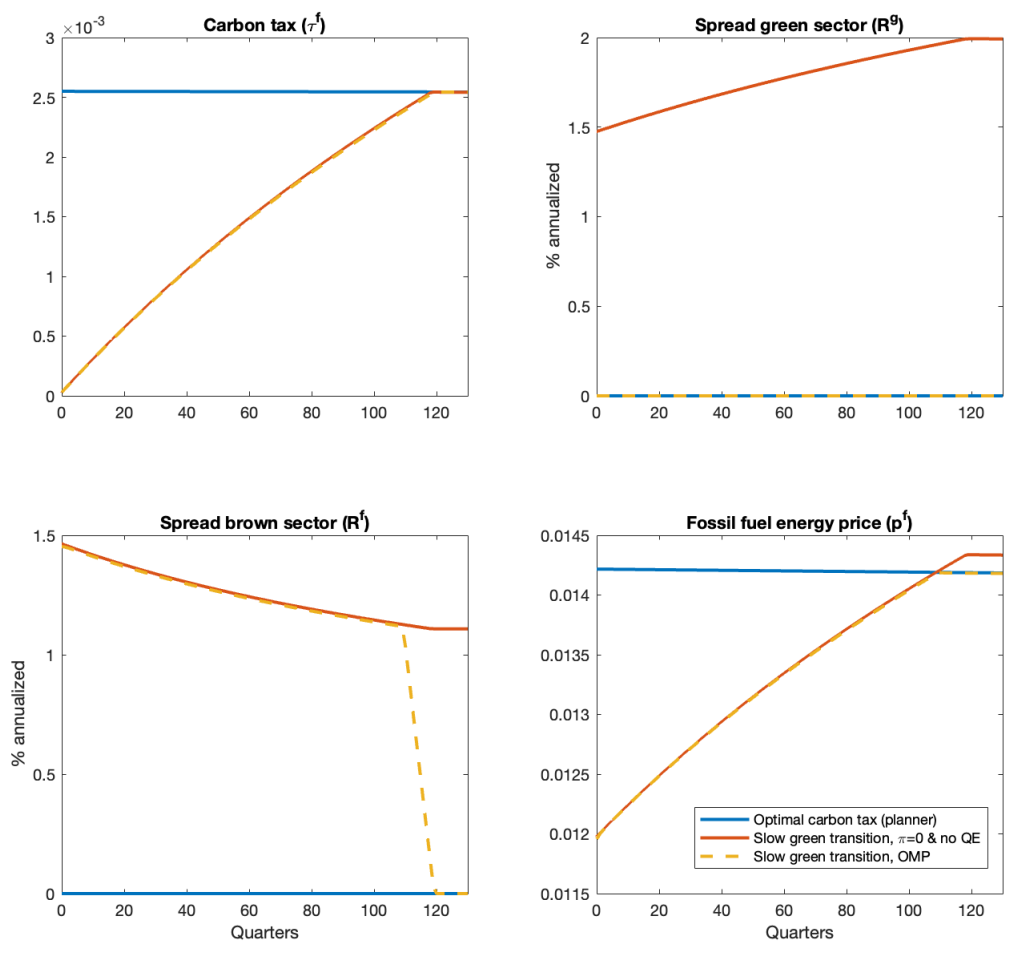 Carbon tax (τᶠ)
×10⁻³
3
2.5
2
1.5
1
0.5
0
0 20 40 60 80 100 120
Spread green sector (Rᵍ)
2
1.5
1
0.5
0
% annualized
0 20 40 60 80 100 120
Spread brown sector (Rᶠ)
1.5
1
0.5
0
% annualized
0 20 40 60 80 100 120
Quarters
Fossil fuel energy price (pᶠ)
0.0145
0.014
0.0135
0.013
0.0125
0.012
0.0115
Optimal carbon tax (planner)
Slow green transition, π=0 & no QE
Slow green transition, OMP
0 20 40 60 80 100 120
Quarters